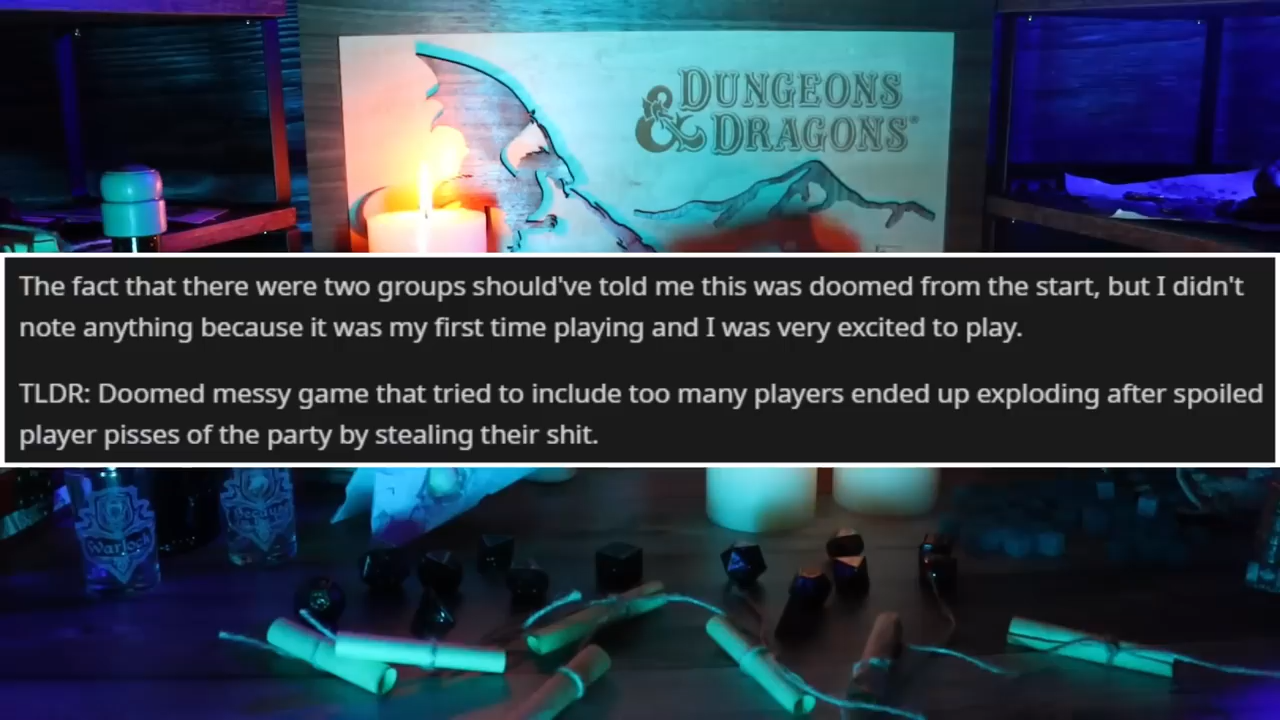 DUNGEONS
& DRAGONS®
The fact that there were two groups should've told me this was doomed from the start, but I didn't
note anything because it was my first time playing and I was very excited to play.
TLDR: Doomed messy game that tried to include too many players ended up exploding after spoiled
player pisses of the party by stealing their shit.
Warlock